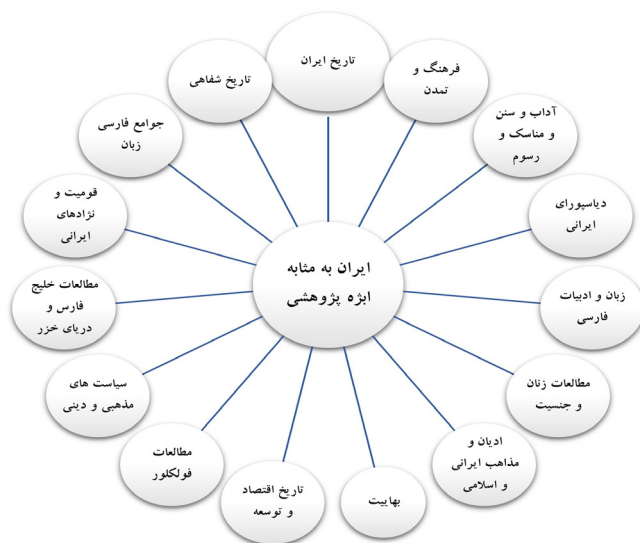 تاریخ ایران
فرهنگ و
تمدن
آداب و سنن
و مناسک و
رسوم
دیاسپورای
ایرانی
زبان و ادبیات
فارسی
مطالعات زنان
و جنسیت
ادیان و
مذاهب ایرانی
و اسلامی
بهاییت
تاریخ اقتصاد
و توسعه
مطالعات
فولکلور
سیاست های
مذهبی و دینی
مطالعات خلیج
فارس و
دریای خزر
قومیت و
نژادهای
ایرانی
جوامع فارسی
زبان
تاریخ شفاهی
ایران به مثابه
ابژه پژوهشی